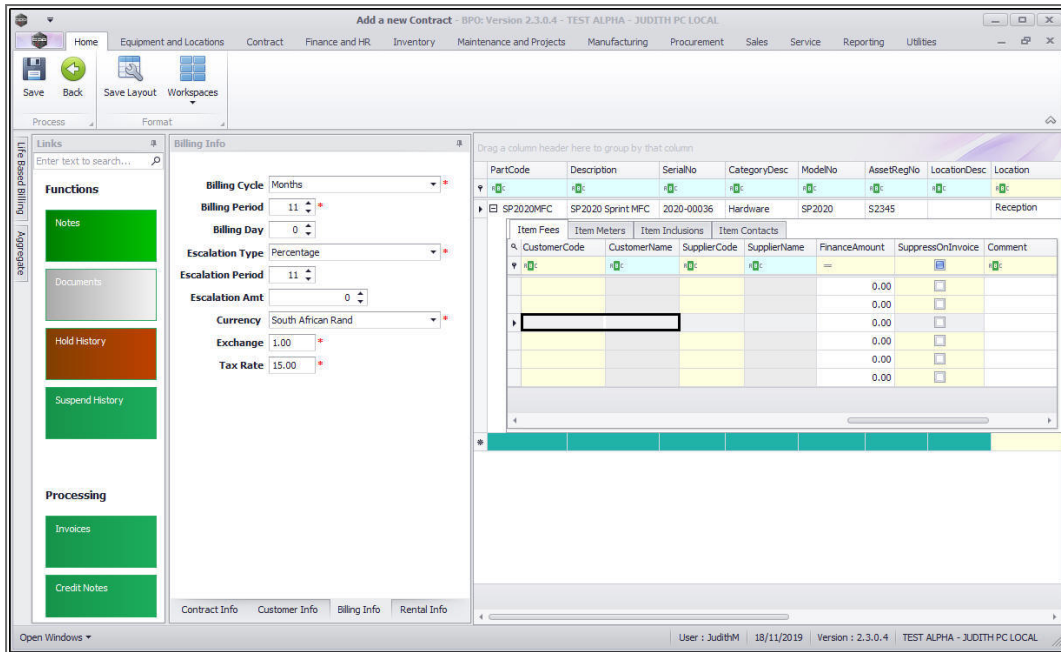 Add a new Contract - BPO: Version 2.3.0.4 - TEST ALPHA - JUDITH PC LOCAL
Home Equipment and Locations Contract Finance and HR Inventory Maintenance and Projects Manufacturing Procurement Sales Service Reporting Utilities
Save Back Save Layout Workspaces
Process Format
Life Based Billing
Aggregate
Links
Enter text to search...
Functions
Notes
Documents
Hold History
Suspend History
Processing
Invoices
Credit Notes
Billing Info
Billing Cycle Months *
Billing Period 11 *
Billing Day 0
Escalation Type Percentage *
Escalation Period 11
Escalation Amt 0
Currency South African Rand *
Exchange 1.00 *
Tax Rate 15.00 *
Contract Info Customer Info Billing Info Rental Info
Drag a column header here to group by that column
PartCode Description SerialNo CategoryDesc ModelNo AssetRegNo LocationDesc Location
SP2020MFC SP2020 Sprint MFC 2020-00036 Hardware SP2020 S2345 Reception
Item Fees Item Meters Item Inclusions Item Contacts
CustomerCode CustomerName SupplierCode SupplierName FinanceAmount SuppressOnInvoice Comment
=
0.00
0.00
0.00
0.00
0.00
0.00
Open Windows
User : JudithM 18/11/2019 Version : 2.3.0.4 TEST ALPHA - JUDITH PC LOCAL